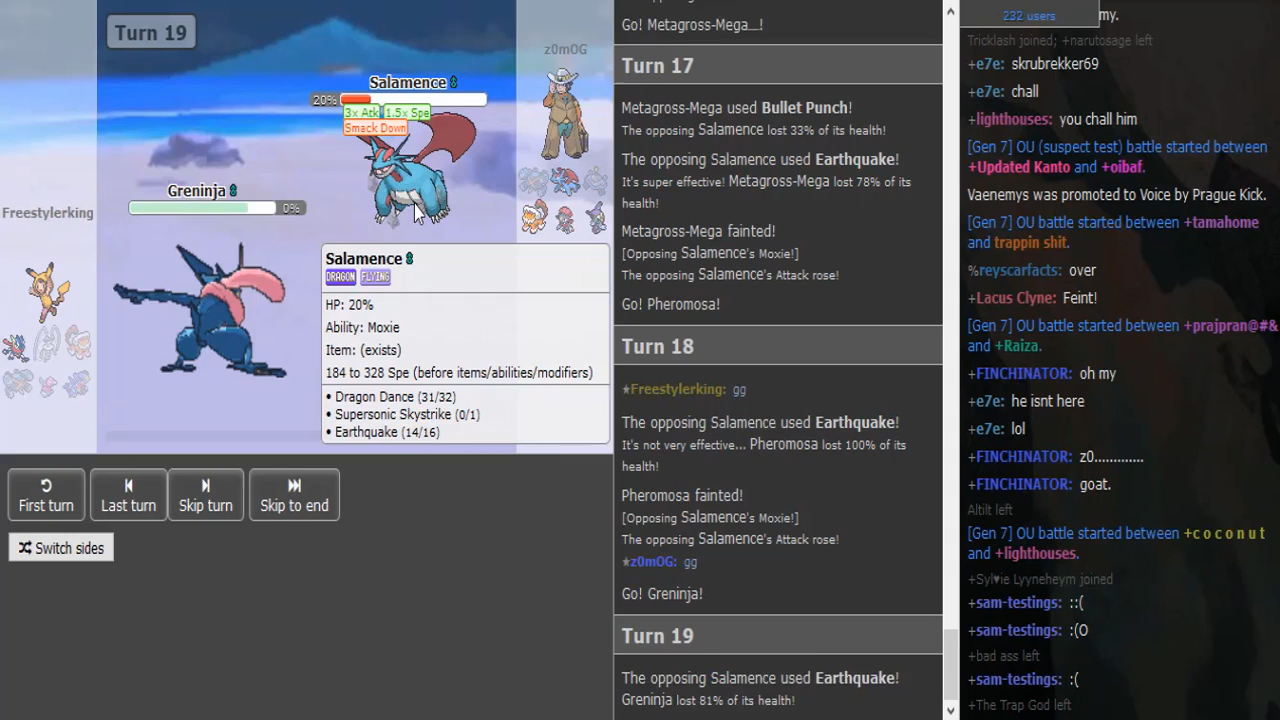 Turn 19
z0mOG
Salamence
20%
3x Atk 1.5x Spe
Smack Down
Greninja
0%
Freestylerking
Salamence
DRAGON FLYING
HP: 20%
Ability: Moxie
Item: (exists)
184 to 328 Spe (before items/abilities/modifiers)
• Dragon Dance (31/32)
• Supersonic Skystrike (0/1)
• Earthquake (14/16)
First turn
Last turn
Skip turn
Skip to end
Switch sides
Go! Metagross-Mega!
Turn 17
Metagross-Mega used Bullet Punch!
The opposing Salamence lost 33% of its health!
The opposing Salamence used Earthquake!
It's super effective! Metagross-Mega lost 78% of its
health!
Metagross-Mega fainted!
[Opposing Salamence's Moxie!]
The opposing Salamence's Attack rose!
Go! Pheromosa!
Turn 18
★Freestylerking: gg
The opposing Salamence used Earthquake!
It's not very effective... Pheromosa lost 100% of its
health!
Pheromosa fainted!
[Opposing Salamence's Moxie!]
The opposing Salamence's Attack rose!
★z0mOG: gg
Go! Greninja!
Turn 19
The opposing Salamence used Earthquake!
Greninja lost 81% of its health!
232 users
my.
Tricklash joined; +narutosage left
+e7e: skrubrekker69
+e7e: chall
+lighthouses: you chall him
[Gen 7] OU (suspect test) battle started between
+Updated Kanto and +oibaf.
Vaenemys was promoted to Voice by Prague Kick.
[Gen 7] OU battle started between +tamahome
and trappin shit.
%reyscarfacts: over
+Lacus Clyne: Feint!
[Gen 7] OU battle started between +prajpran@#&
and +Raiza.
+FINCHINATOR: oh my
+e7e: he isnt here
+e7e: lol
+FINCHINATOR: z0.............
+FINCHINATOR: goat.
Altilt left
[Gen 7] OU battle started between +c o c o n u t
and +lighthouses.
+Syl♥ie Lyyneheym joined
+sam-testings: ::(
+sam-testings: :(O
+bad ass left
+sam-testings: :(
+The Trap God left